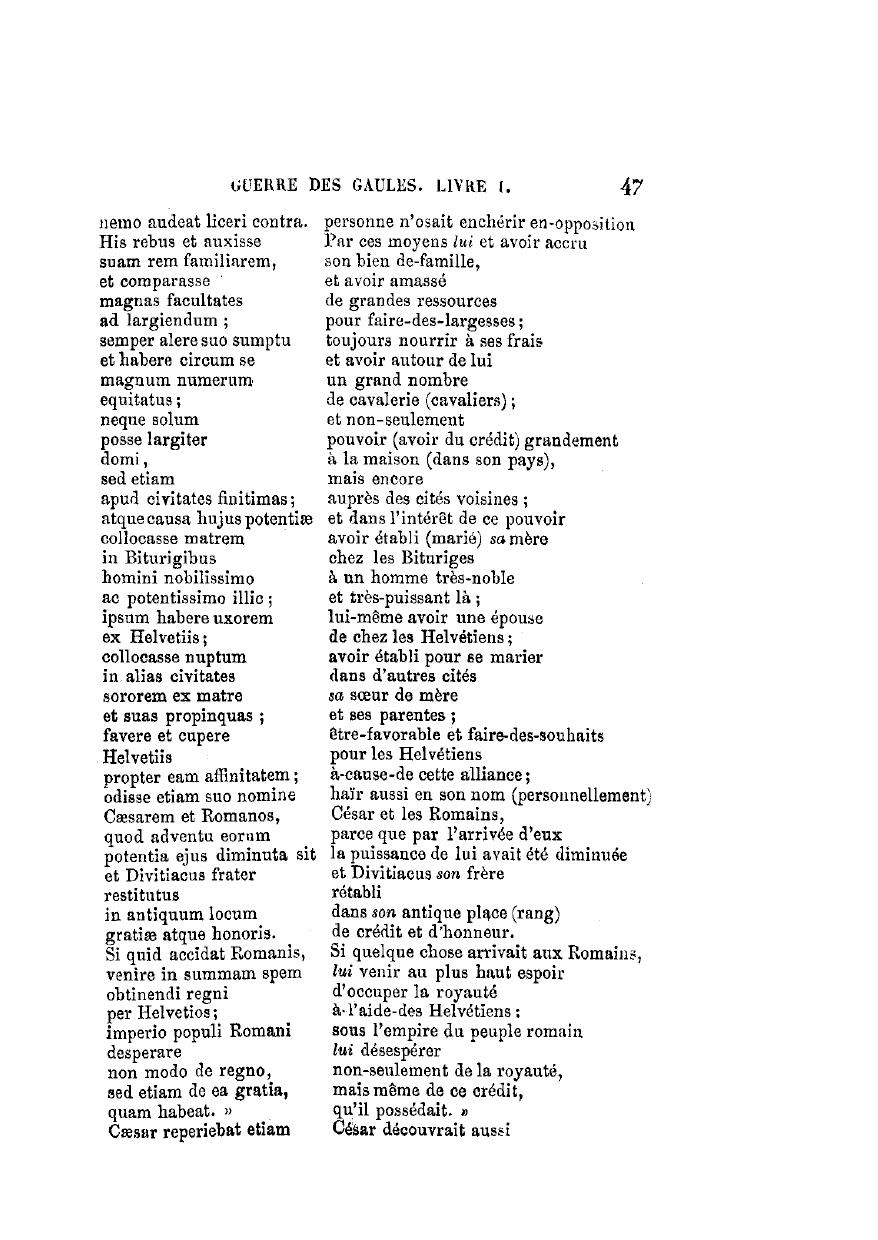 GUERRE DES GAULES. LIVRE I. 47
nemo audeat liceri contra. personne n'osait enchérir en-opposition
His rebus et auxisse Par ces moyens lui et avoir accru
suam rem familiarem, son bien de-famille,
et comparasse et avoir amassé
magnas facultates de grandes ressources
ad largiendum ; pour faire-des-largesses ;
semper alere suo sumptu toujours nourrir à ses frais
et habere circum se et avoir autour de lui
magnum numerum un grand nombre
equitatus ; de cavalerie (cavaliers) ;
neque solum et non-seulement
posse largiter pouvoir (avoir du crédit) grandement
domi, à la maison (dans son pays),
sed etiam mais encore
apud civitates finitimas ; auprès des cités voisines ;
atque causa hujus potentiæ et dans l'intérêt de ce pouvoir
collocasse matrem avoir établi (marié) sa mère
in Biturigibus chez les Bituriges
homini nobilissimo à un homme très-noble
ac potentissimo illic ; et très-puissant là ;
ipsum habere uxorem lui-même avoir une épouse
ex Helvetiis ; de chez les Helvétiens ;
collocasse nuptum avoir établi pour se marier
in alias civitates dans d'autres cités
sororem ex matre sa sœur de mère
et suas propinquas ; et ses parentes ;
favere et cupere être-favorable et faire-des-souhaits
Helvetiis pour les Helvétiens
propter eam affinitatem ; à-cause-de cette alliance ;
odisse etiam suo nomine haïr aussi en son nom (personnellement)
Cæsarem et Romanos, César et les Romains,
quod adventu eorum parce que par l'arrivée d'eux
potentia ejus diminuta sit la puissance de lui avait été diminuée
et Divitiacus frater et Divitiacus son frère
restitutus rétabli
in antiquum locum dans son antique place (rang)
gratiæ atque honoris. de crédit et d'honneur.
Si quid accidat Romanis, Si quelque chose arrivait aux Romains,
venire in summam spem lui venir au plus haut espoir
obtinendi regni d'occuper la royauté
per Helvetios ; à-l'aide-des Helvétiens ;
imperio populi Romani sous l'empire du peuple romain
desperare lui désespérer
non modo de regno, non-seulement de la royauté,
sed etiam de ea gratia, mais même de ce crédit,
quam habeat. » qu'il possédait. »
Cæsar reperiebat etiam César découvrait aussi